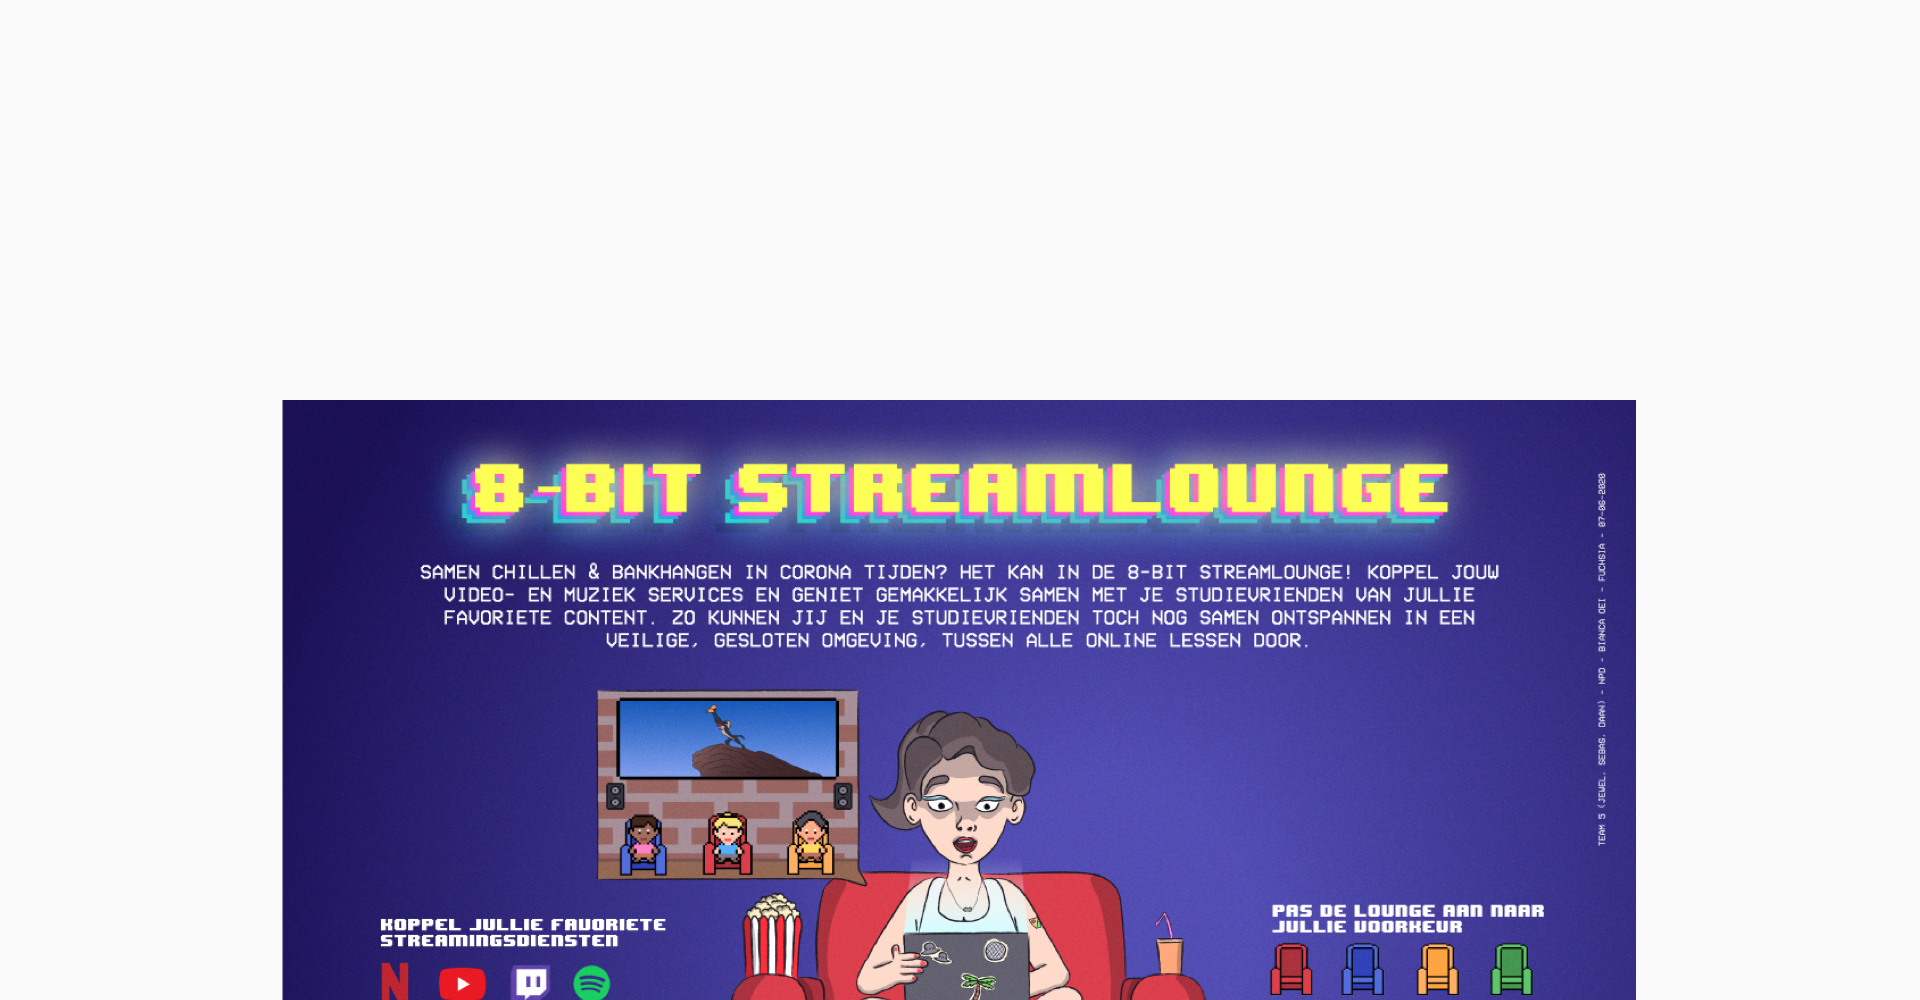 8-BIT STREAMLOUNGE
SAMEN CHILLEN & BANKHANGEN IN CORONA TIJDEN? HET KAN IN DE 8-BIT STREAMLOUNGE! KOPPEL JOUW
VIDEO- EN MUZIEK SERVICES EN GENIET GEMAKKELIJK SAMEN MET JE STUDIEVRIENDEN VAN JULLIE
FAVORIETE CONTENT. ZO KUNNEN JIJ EN JE STUDIEVRIENDEN TOCH NOG SAMEN ONTSPANNEN IN EEN
VEILIGE, GESLOTEN OMGEVING, TUSSEN ALLE ONLINE LESSEN DOOR.
TEAM 5 (JEWEL, SEBAS, DAAN) - NPD - BIANCA OEI - FUCHSIA - 07-06-2020
KOPPEL JULLIE FAVORIETE
STREAMINGSDIENSTEN
N
PAS DE LOUNGE AAN NAAR
JULLIE VOORKEUR